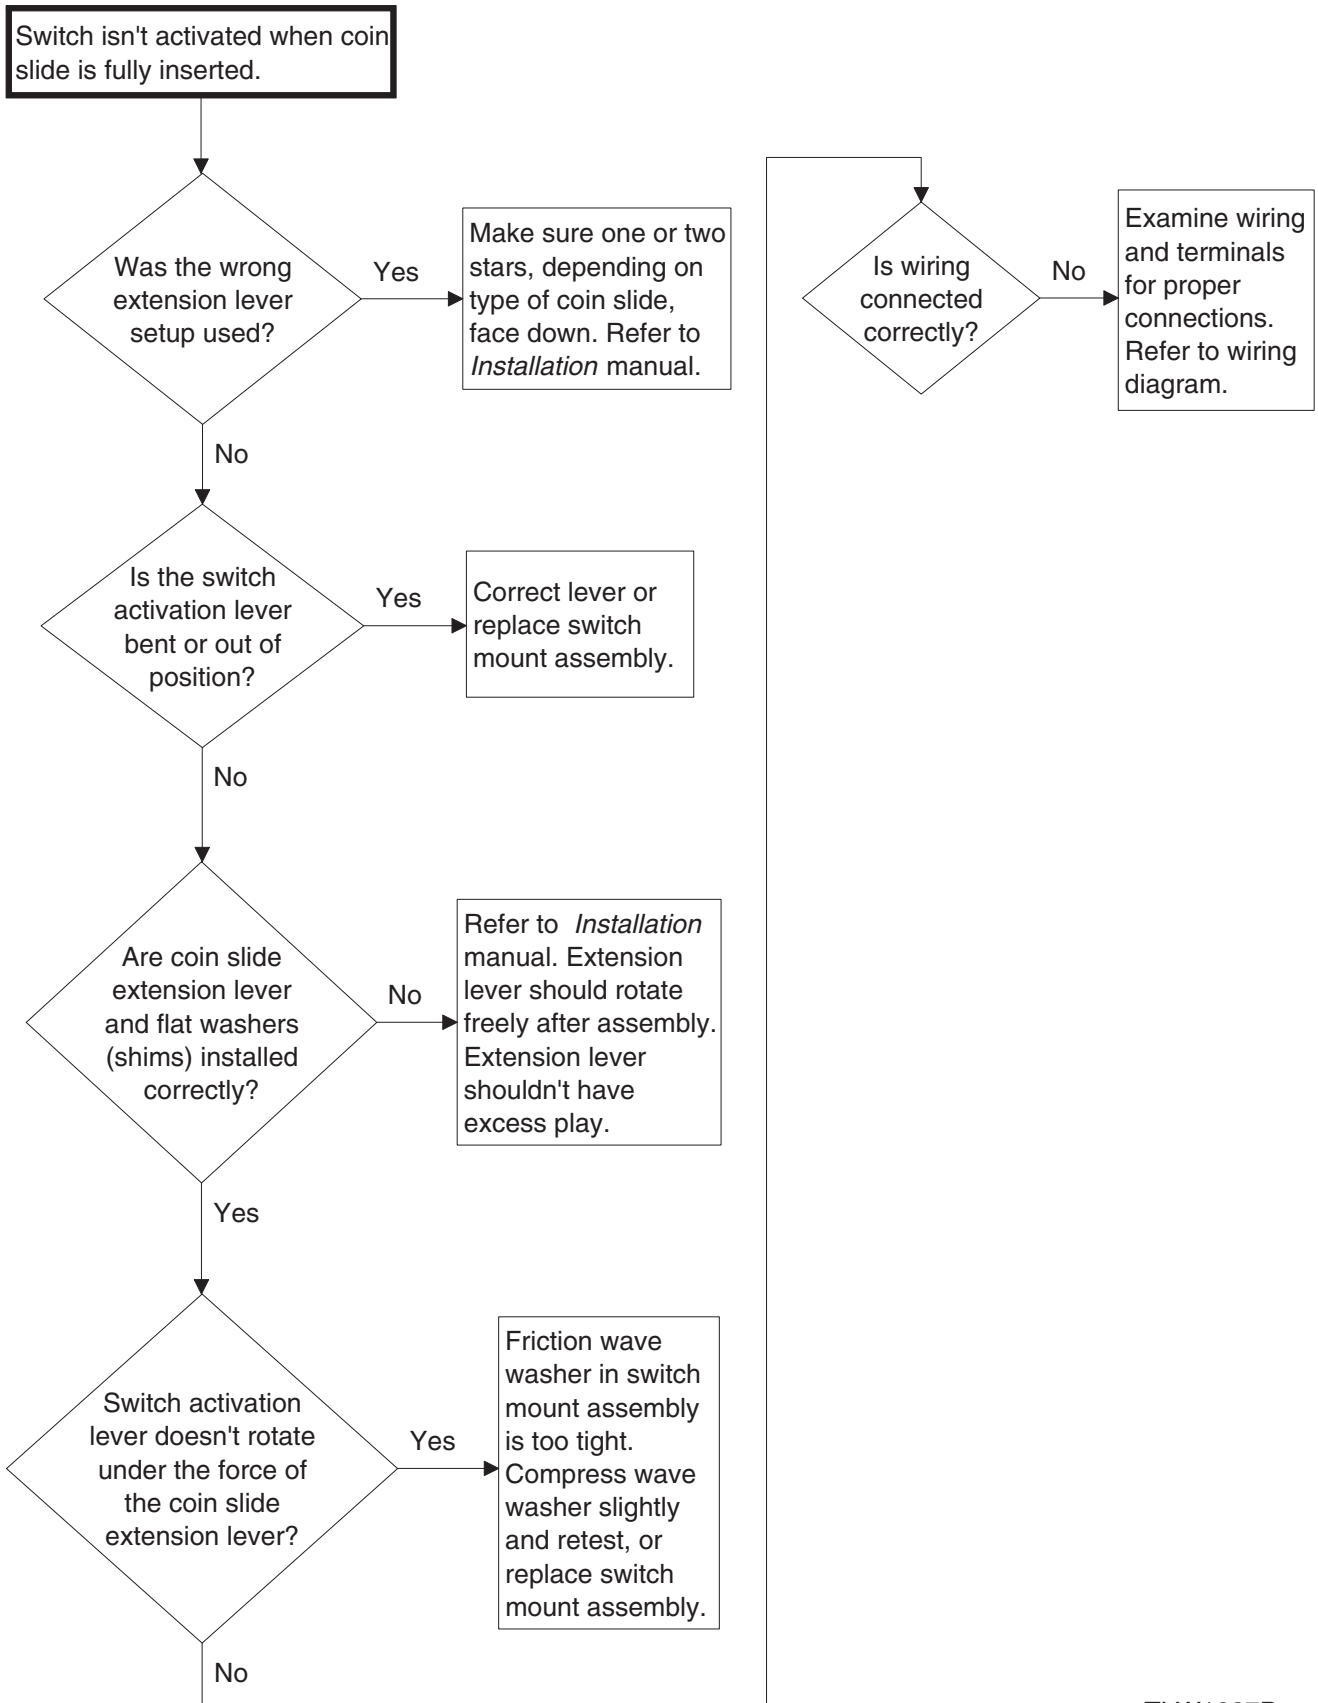 Switch isn't activated when coin
slide is fully inserted.
Was the wrong
extension lever
setup used?
Yes
Make sure one or two
stars, depending on
type of coin slide,
face down. Refer to
Installation manual.
No
Is the switch
activation lever
bent or out of
position?
Yes
Correct lever or
replace switch
mount assembly.
No
Are coin slide
extension lever
and flat washers
(shims) installed
correctly?
No
Refer to Installation
manual. Extension
lever should rotate
freely after assembly.
Extension lever
shouldn't have
excess play.
Yes
Switch activation
lever doesn't rotate
under the force of
the coin slide
extension lever?
Yes
Friction wave
washer in switch
mount assembly
is too tight.
Compress wave
washer slightly
and retest, or
replace switch
mount assembly.
No
Is wiring
connected
correctly?
No
Examine wiring
and terminals
for proper
connections.
Refer to wiring
diagram.